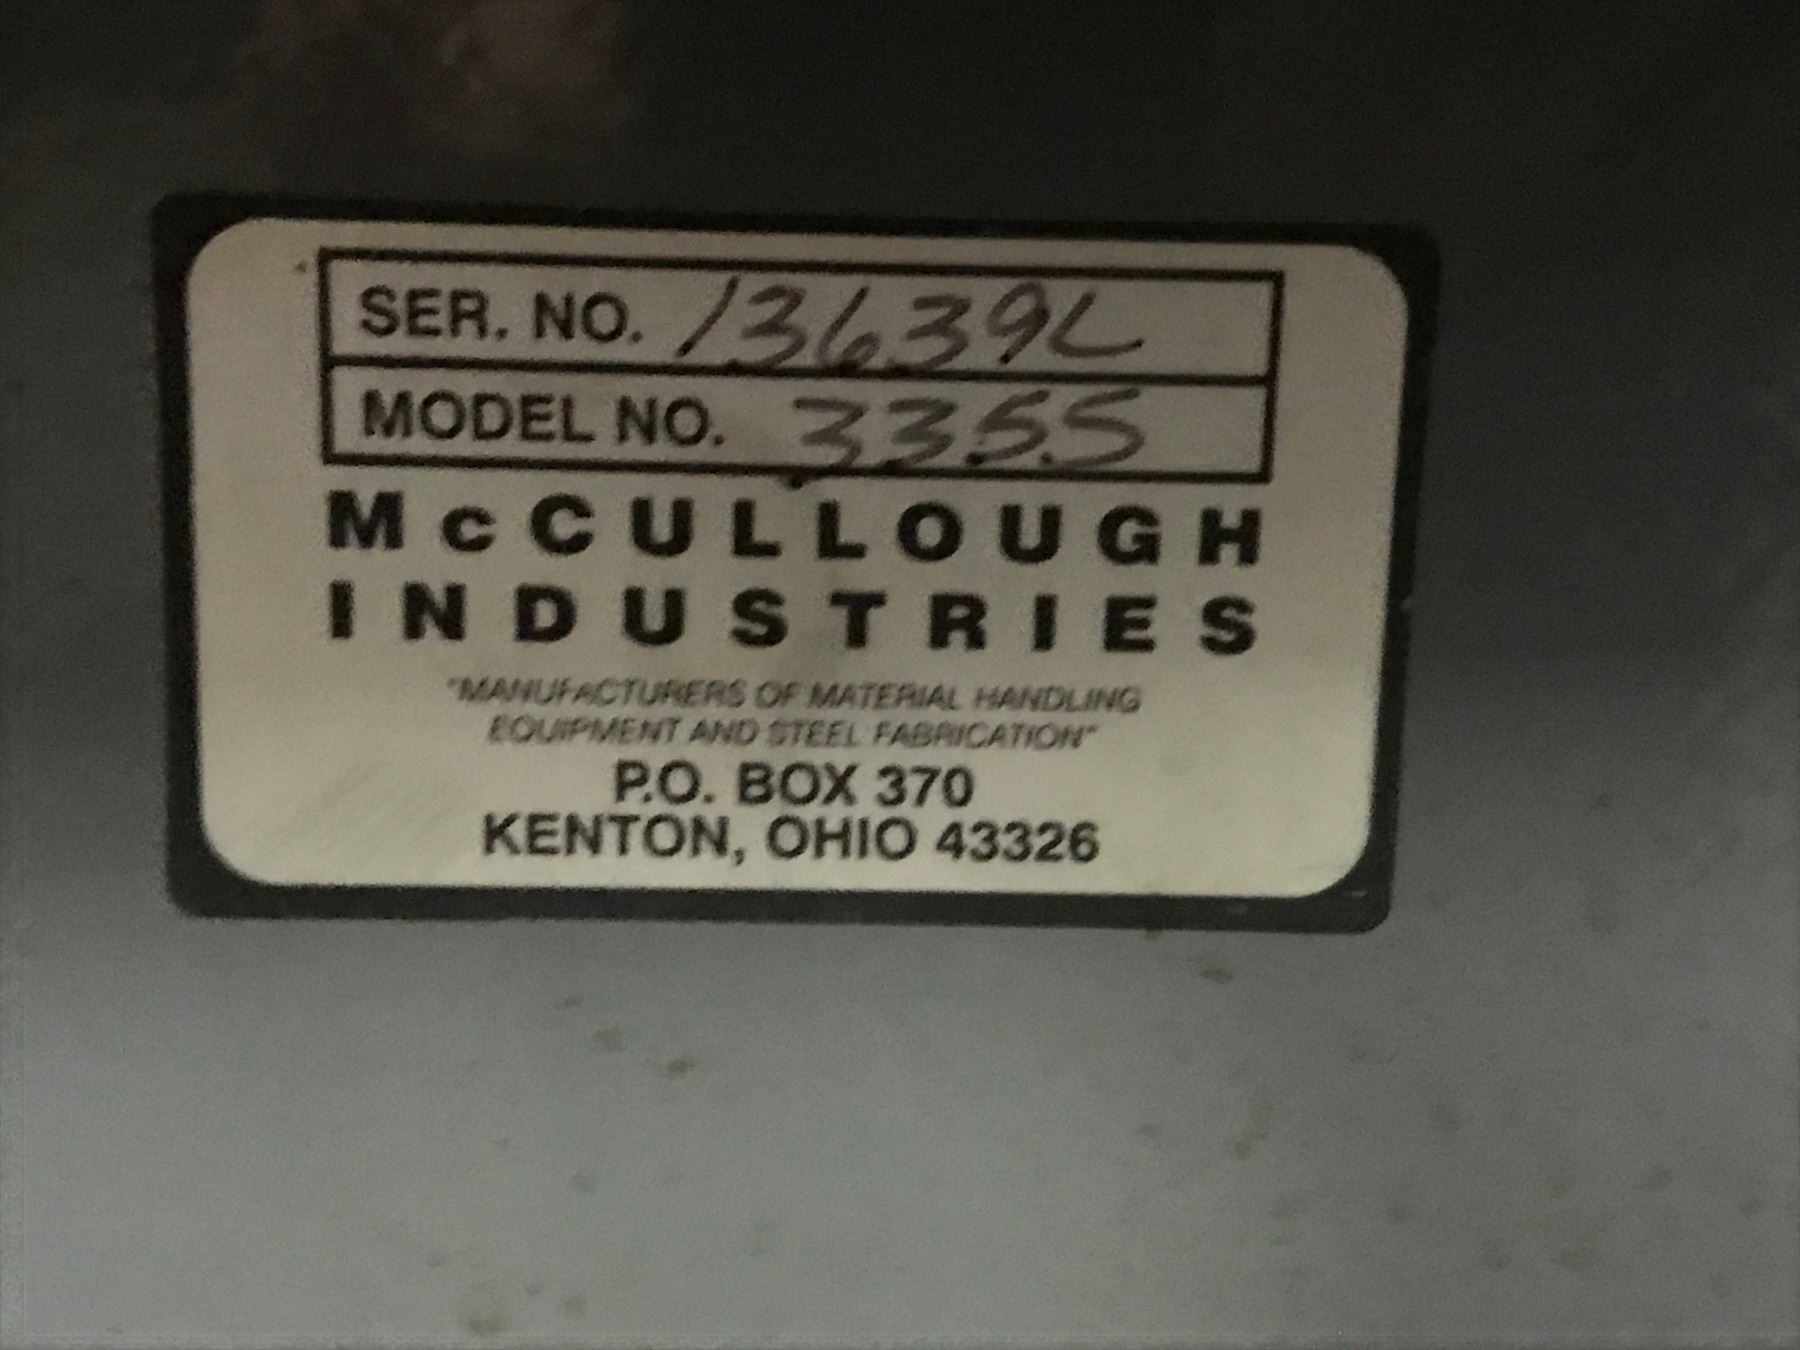 SER. NO. 13639L
MODEL NO. 3355
McCULLOUGH
INDUSTRIES
"MANUFACTURERS OF MATERIAL HANDLING
EQUIPMENT AND STEEL FABRICATION"
P.O. BOX 370
KENTON, OHIO 43326